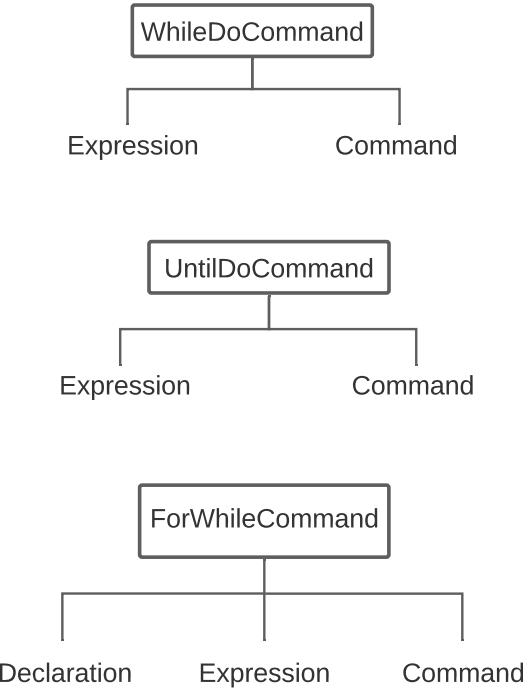 WhileDoCommand
Expression Command
UntilDoCommand
Expression Command
ForWhileCommand
Declaration Expression Command